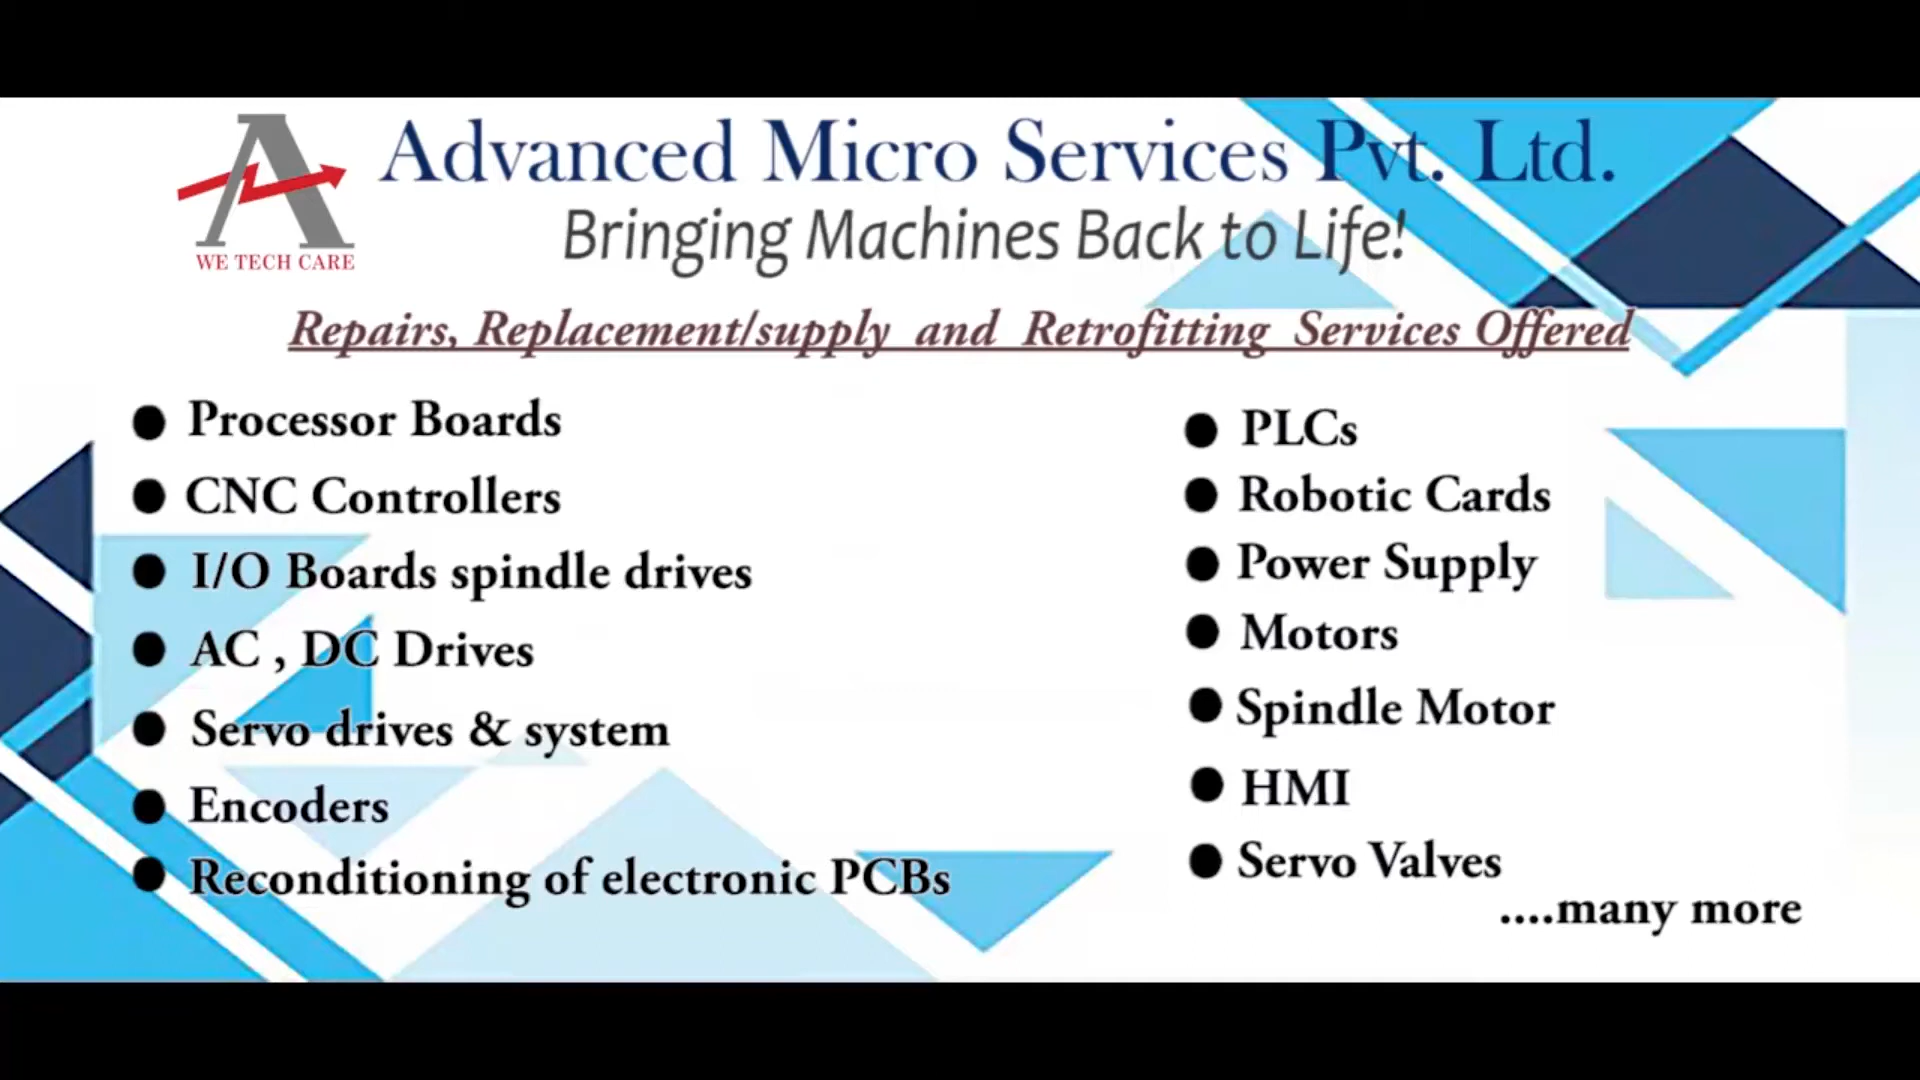 Advanced Micro Services Pvt. Ltd.
WE TECH CARE
Bringing Machines Back to Life!
Repairs, Replacement/supply and Retrofitting Services Offered
● Processor Boards
● CNC Controllers
● I/O Boards spindle drives
● AC , DC Drives
● Servo drives & system
● Encoders
● Reconditioning of electronic PCBs
● PLCs
● Robotic Cards
● Power Supply
● Motors
● Spindle Motor
● HMI
● Servo Valves
....many more